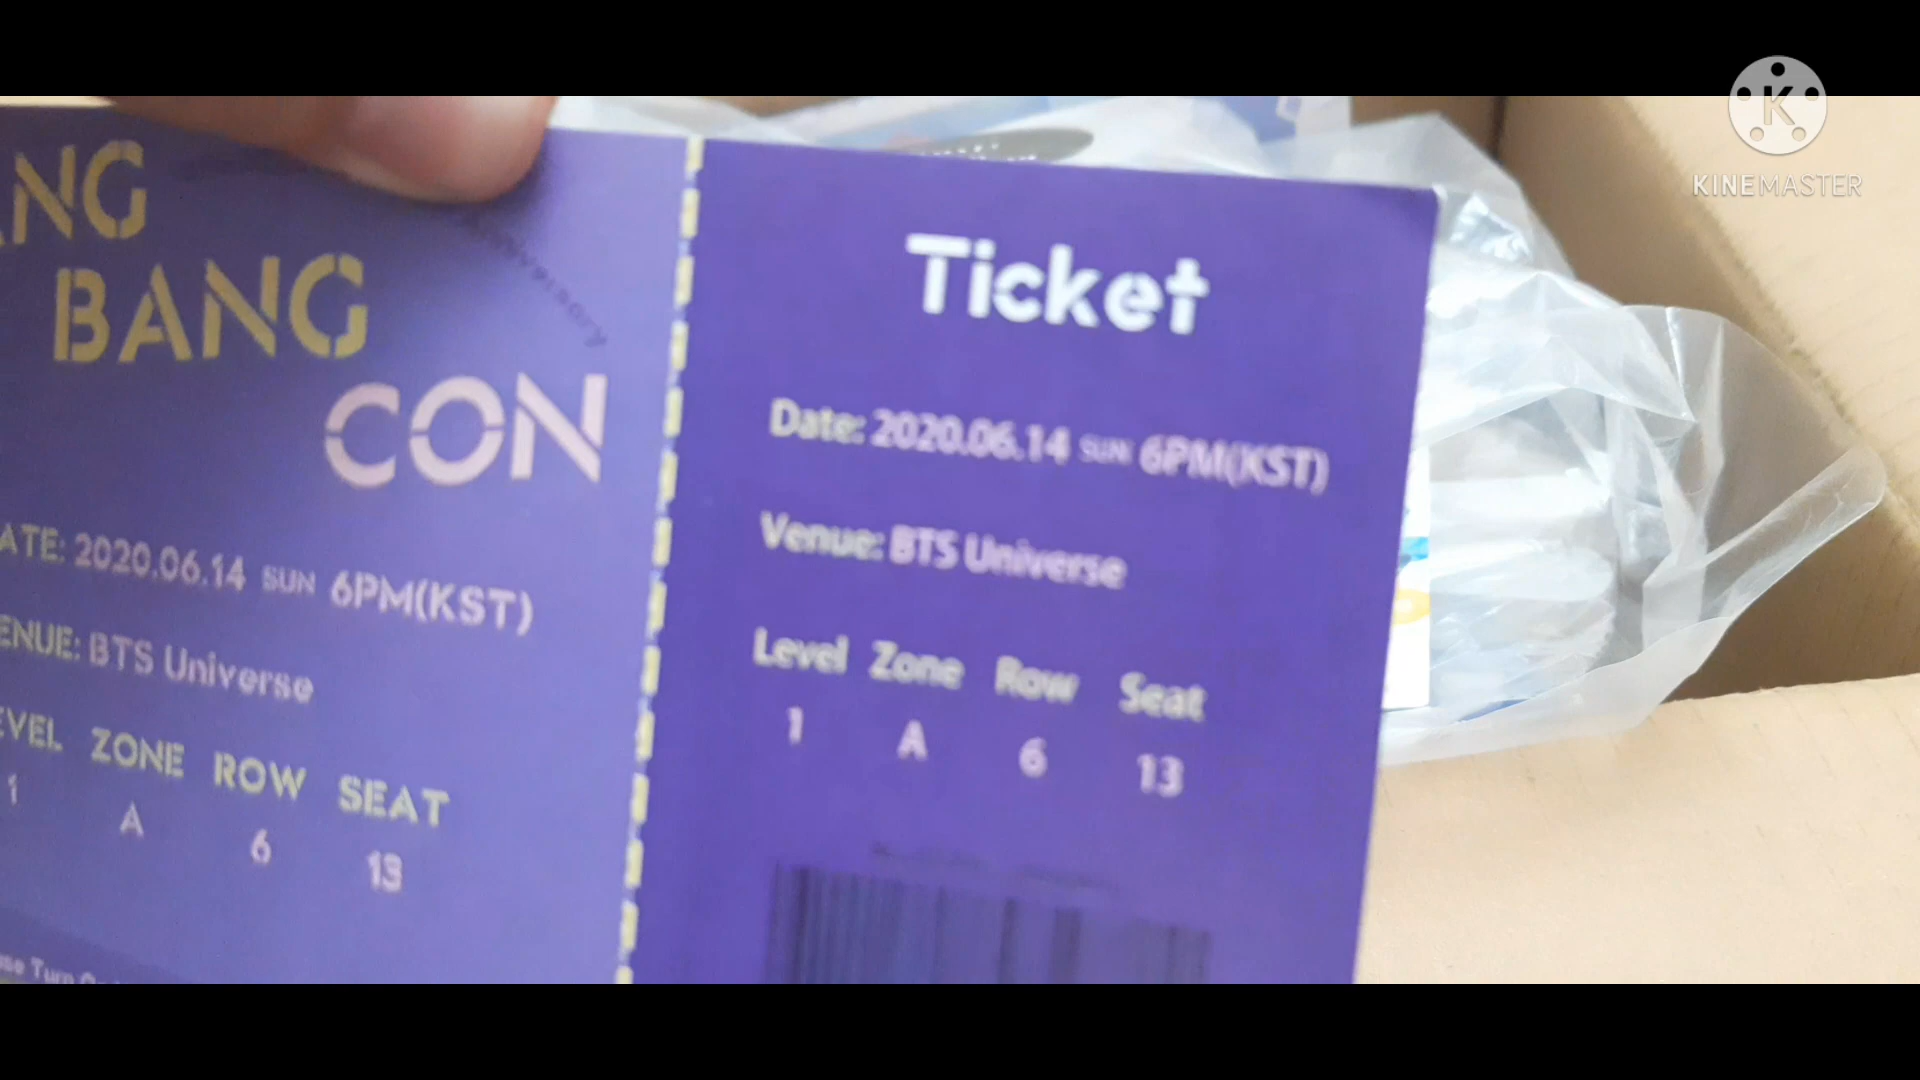 NG
BANG
CON
ATE: 2020.06.14 SUN 6PM(KST)
ENUE: BTS Universe
EVEL ZONE ROW SEAT
1 A 6 13
Ticket
Date: 2020.06.14 SUN 6PM(KST)
Venue: BTS Universe
Level Zone Row Seat
1 A 6 13
K
KINEMASTER